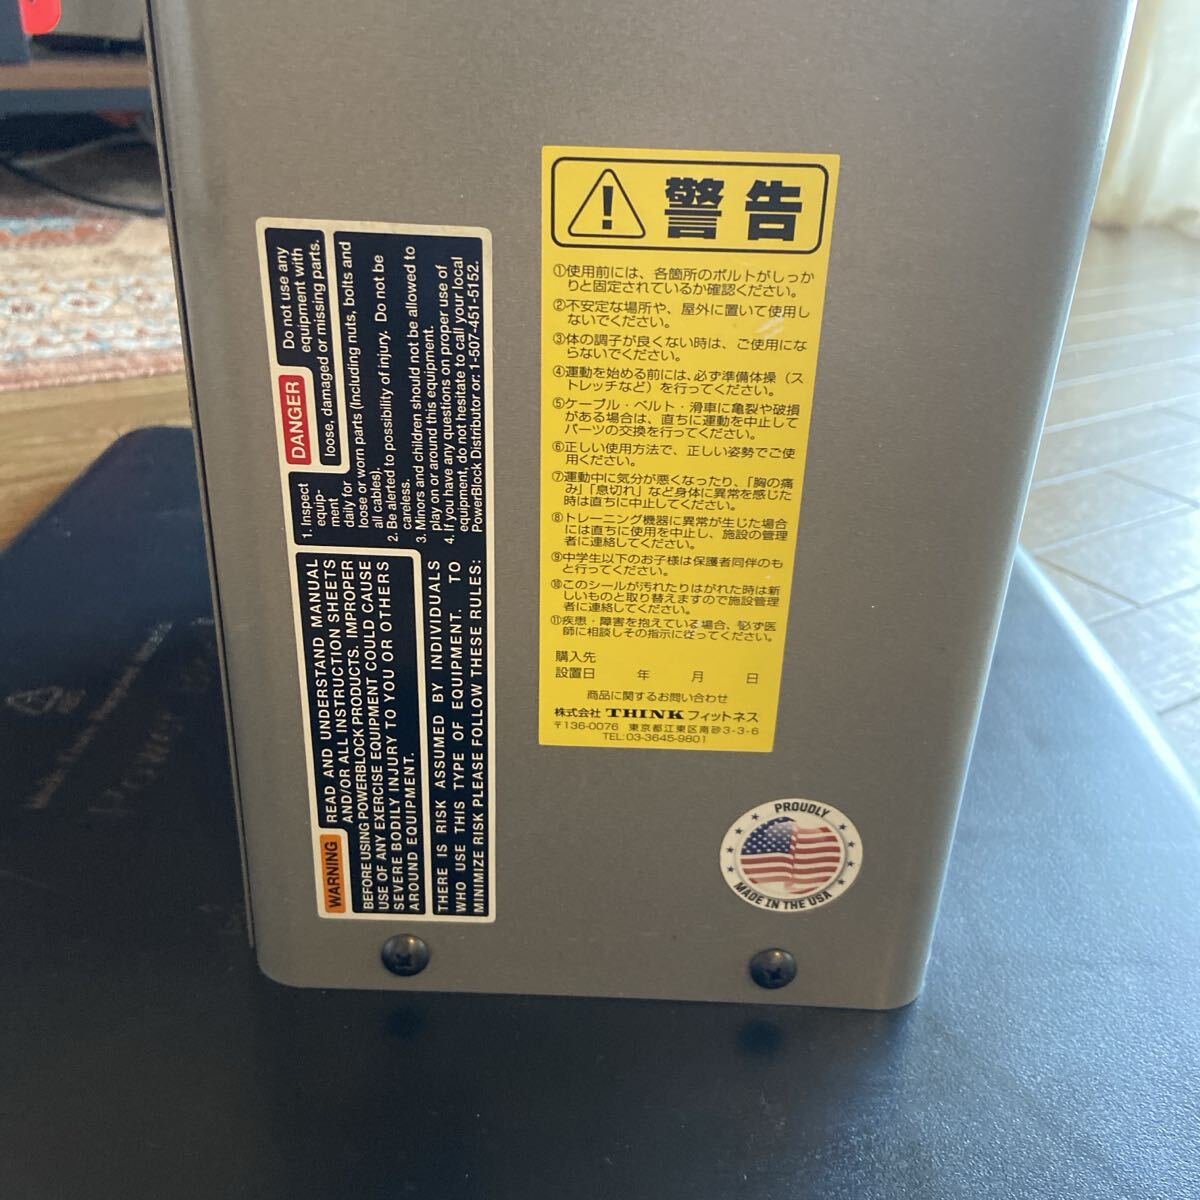 警告
①使用前には、各箇所のボルトがしっか
りと固定されているか確認ください。
②不安定な場所や、屋外に置いて使用し
ないでください。
③体の調子が良くない時は、ご使用にな
らないでください。
④運動を始める前には、必ず準備体操（ス
トレッチなど）を行ってください。
⑤ケーブル・ベルト・滑車に亀裂や破損
がある場合は、直ちに運動を中止して
パーツの交換を行ってください。
⑥正しい使用方法で、正しい姿勢でご使
用ください。
⑦運動中に気分が悪くなったり、「胸の痛
み」「息切れ」など身体に異常を感じた
時は直ちに中止してください。
⑧トレーニング機器に異常が生じた場合
には直ちに使用を中止し、施設の管理
者に連絡してください。
⑨中学生以下のお子様は保護者同伴のも
と行ってください。
⑩このシールが汚れたりはがれた時は新
しいものと取り替えますので施設管理
者に連絡してください。
⑪疾患・障害を抱えている場合、必ず医
師に相談しその指示に従ってください。
購入先
設置日 年 月 日
商品に関するお問い合わせ
株式会社 THINK フィットネス
〒136-0076 東京都江東区南砂3-3-6
TEL:03-3645-9801
WARNING READ AND UNDERSTAND MANUAL
AND/OR ALL INSTRUCTION SHEETS
BEFORE USING POWERBLOCK PRODUCTS. IMPROPER
USE OF ANY EXERCISE EQUIPMENT COULD CAUSE
SEVERE BODILY INJURY TO YOU OR OTHERS
AROUND EQUIPMENT.
THERE IS RISK ASSUMED BY INDIVIDUALS
WHO USE THIS TYPE OF EQUIPMENT. TO
MINIMIZE RISK PLEASE FOLLOW THESE RULES:
DANGER
Do not use any
equipment with
loose, damaged or missing parts.
1. Inspect
equip-
ment
daily for
loose or worn parts (Including nuts, bolts and
all cables).
2. Be alerted to possibility of injury. Do not be
careless.
3. Minors and children should not be allowed to
play oh or around this equipment.
4. If you have any questions on proper use of
equipment, do not hesitate to call your local
PowerBlock Distributor or: 1-507-451-5152.
PROUDLY
MADE IN THE USA